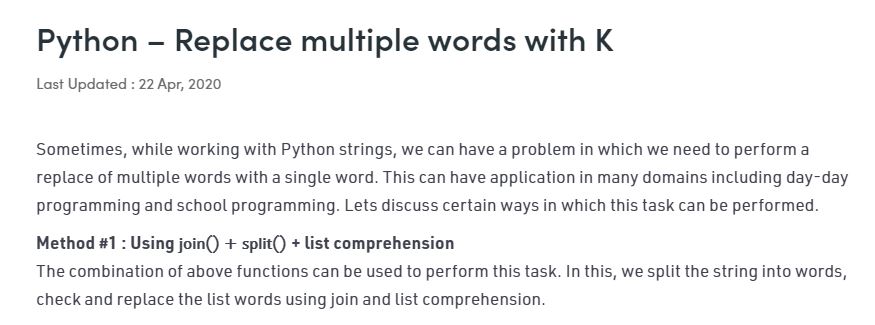 Python – Replace multiple words with K
Last Updated : 22 Apr, 2020
Sometimes, while working with Python strings, we can have a problem in which we need to perform a
replace of multiple words with a single word. This can have application in many domains including day-day
programming and school programming. Lets discuss certain ways in which this task can be performed.
Method #1 : Using join() + split() + list comprehension
The combination of above functions can be used to perform this task. In this, we split the string into words,
check and replace the list words using join and list comprehension.